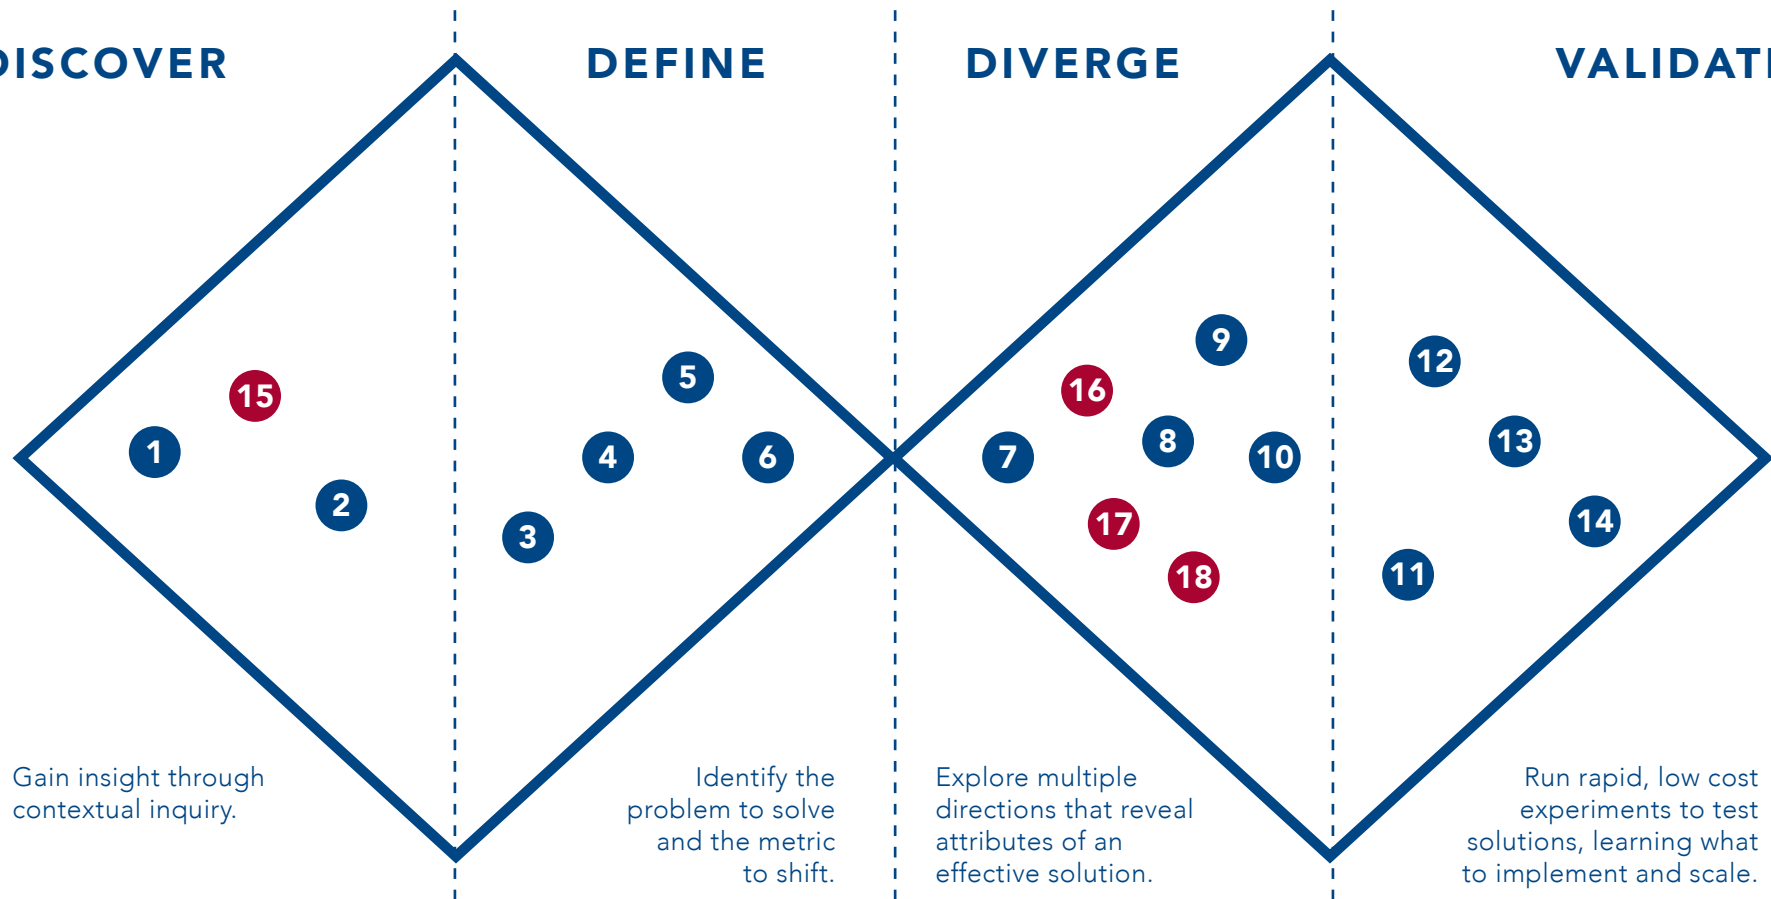 DISCOVER
DEFINE
DIVERGE
VALIDATE
9
12
5
16
15
8
13
1
4
6
7
10
2
14
17
3
11
18
Gain insight through
contextual inquiry.
Identify the
problem to solve
and the metric
to shift.
Explore multiple
directions that reveal
attributes of an
effective solution.
Run rapid, low cost
experiments to test
solutions, learning what
to implement and scale.